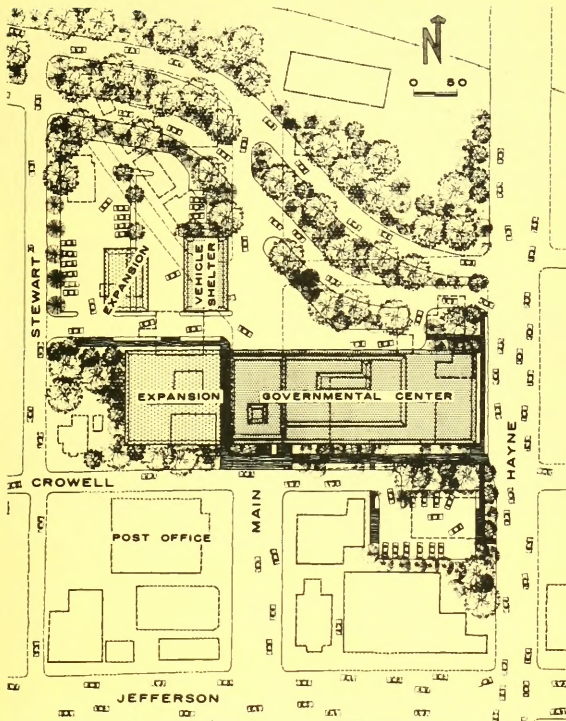 N
0 50
STEWART
EXPANSION
VEHICLE
SHELTER
EXPANSION
GOVERNMENTAL CENTER
HAYNE
CROWELL
MAIN
POST OFFICE
JEFFERSON